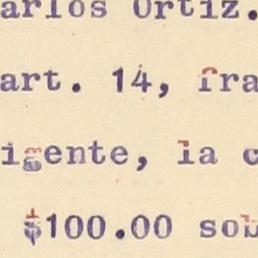 arlos Ortiz.
art. 14, fra
igente, la c
$100.00 sob